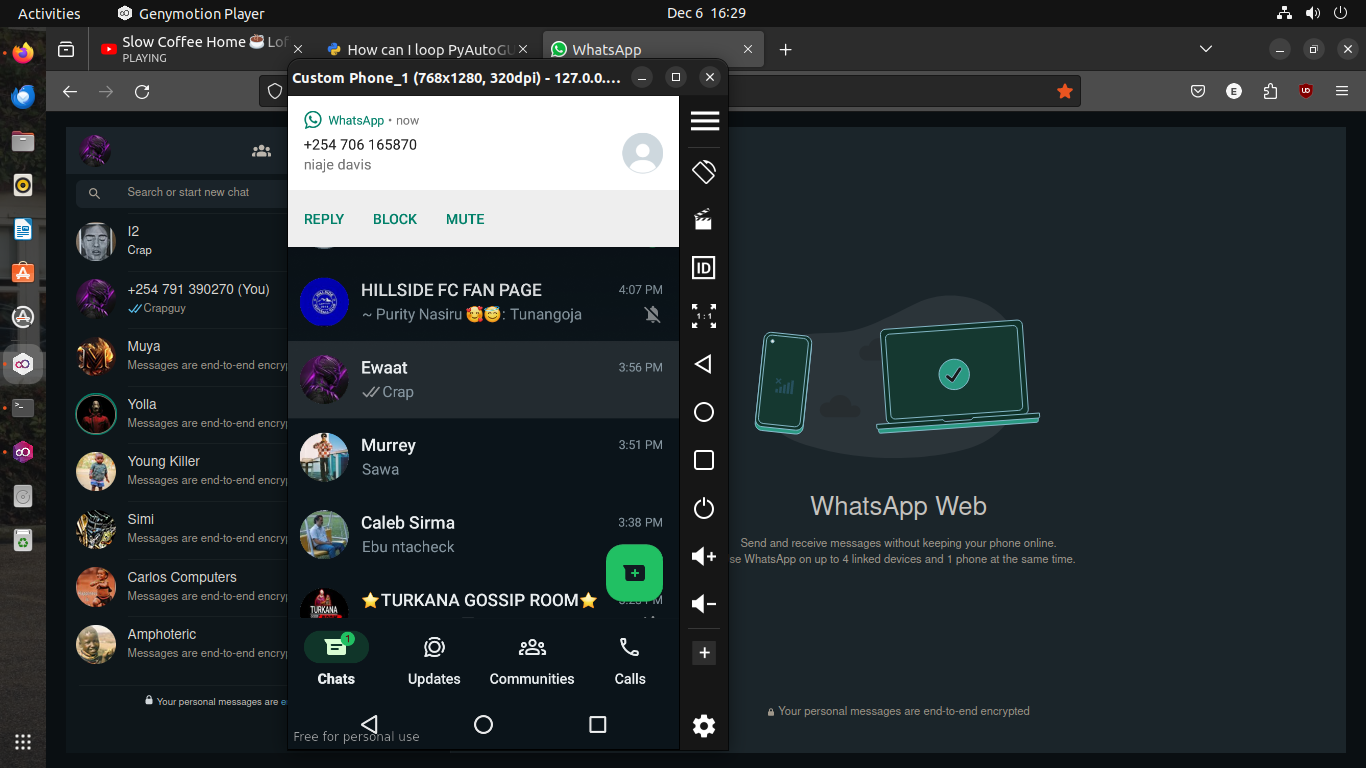 Activities
Genymotion Player
Dec 6 16:29
Slow Coffee Home ☕ Lof
PLAYING
How can I loop PyAutoGU
WhatsApp
Custom Phone_1 (768x1280, 320dpi) - 127.0.0....
E
UD
Search or start new chat
I2
Crap
+254 791 390270 (You)
Crapguy
Muya
Messages are end-to-end encry
Yolla
Messages are end-to-end encry
Young Killer
Messages are end-to-end encry
Simi
Messages are end-to-end encry
Carlos Computers
Messages are end-to-end encry
Amphoteric
Messages are end-to-end encry
Your personal messages are e
WhatsApp • now
+254 706 165870
niaje davis
REPLY BLOCK MUTE
HILLSIDE FC FAN PAGE 4:07 PM
~ Purity Nasiru 🥰😇: Tunangoja
Ewaat 3:56 PM
Crap
Murrey 3:51 PM
Sawa
Caleb Sirma 3:38 PM
Ebu ntacheck
⭐TURKANA GOSSIP ROOM⭐
TURKANA
1
Chats Updates Communities Calls
Free for personal use
ID
1:1
WhatsApp Web
Send and receive messages without keeping your phone online.
se WhatsApp on up to 4 linked devices and 1 phone at the same time.
Your personal messages are end-to-end encrypted